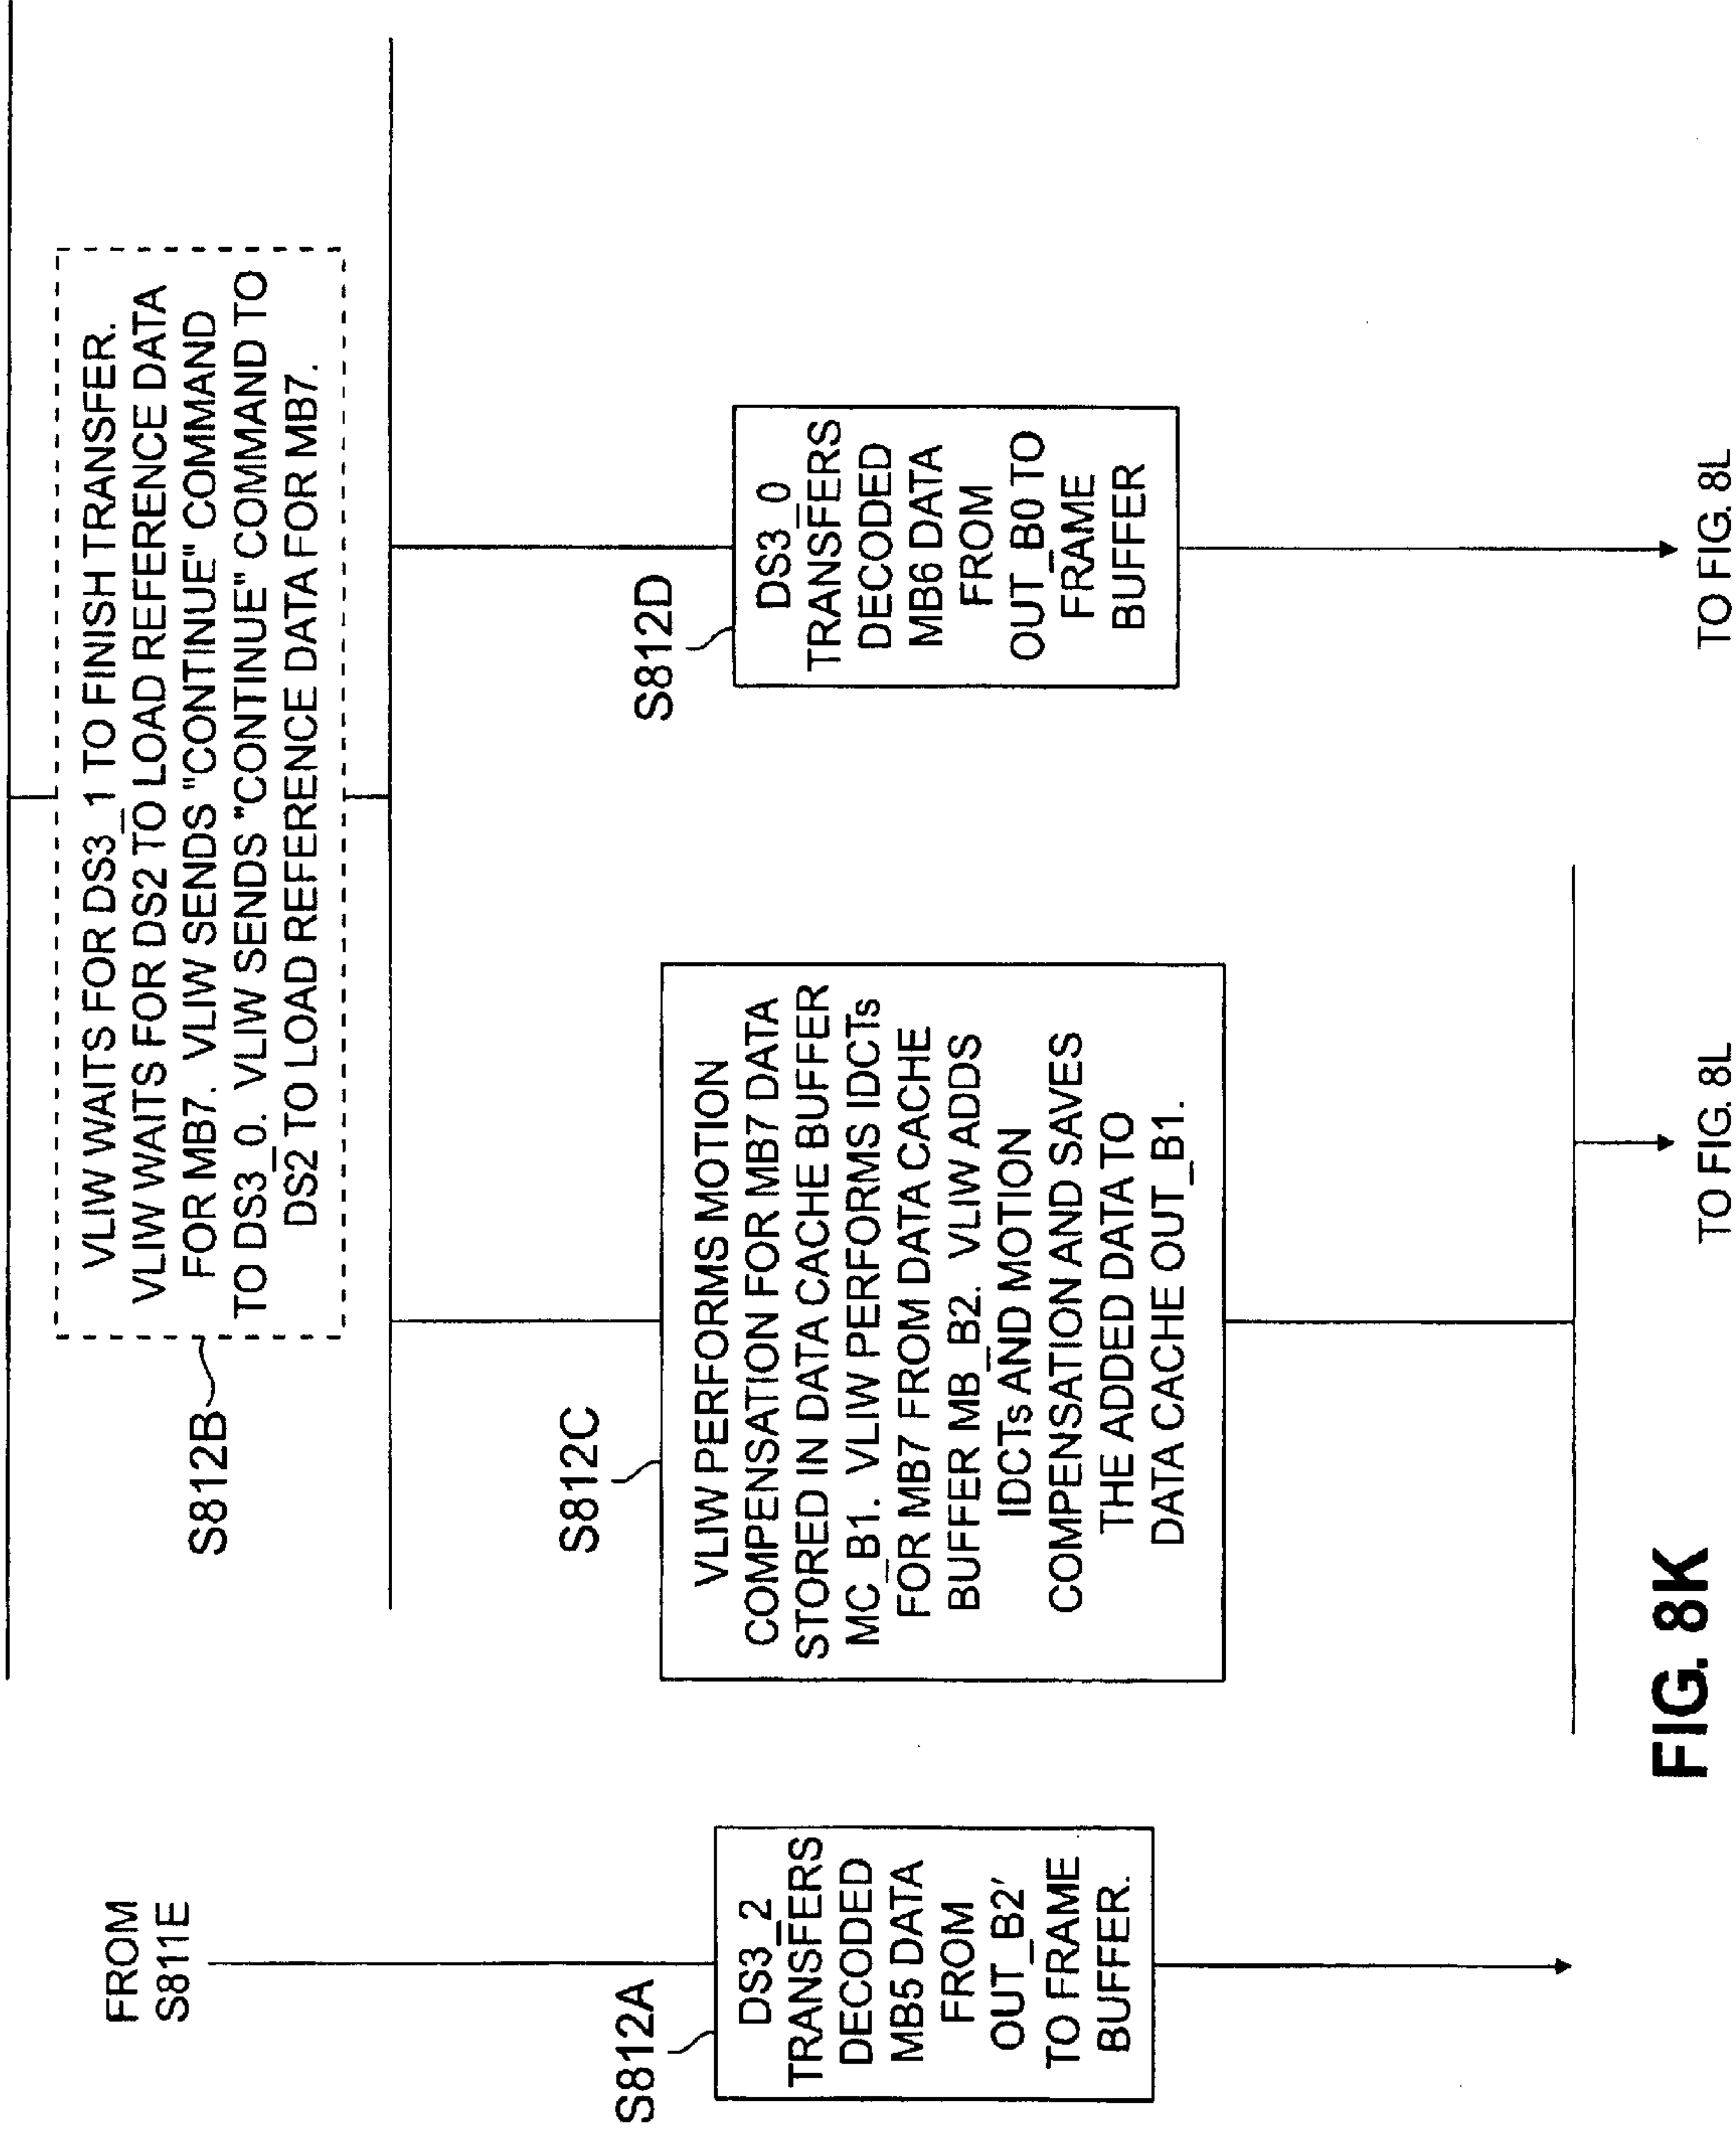 FROM
S811E
S812A
DS3_2
TRANSFERS
DECODED
MB5 DATA
FROM
OUT_B2'
TO FRAME
BUFFER.
S812B
VLIW WAITS FOR DS3_1 TO FINISH TRANSFER.
VLIW WAITS FOR DS2 TO LOAD REFERENCE DATA
FOR MB7. VLIW SENDS "CONTINUE" COMMAND
TO DS3_0. VLIW SENDS "CONTINUE" COMMAND TO
DS2 TO LOAD REFERENCE DATA FOR MB7.
S812C
VLIW PERFORMS MOTION
COMPENSATION FOR MB7 DATA
STORED IN DATA CACHE BUFFER
MC_B1. VLIW PERFORMS IDCTs
FOR MB7 FROM DATA CACHE
BUFFER MB_B2. VLIW ADDS
IDCTs AND MOTION
COMPENSATION AND SAVES
THE ADDED DATA TO
DATA CACHE OUT_B1.
S812D
DS3_0
TRANSFERS
DECODED
MB6 DATA
FROM
OUT_B0 TO
FRAME
BUFFER
FIG. 8K
TO FIG. 8L
TO FIG. 8L